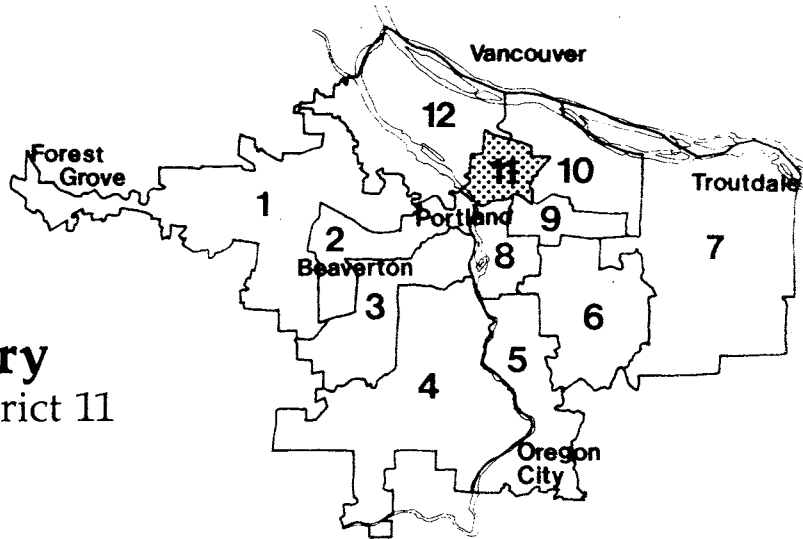 Vancouver
12
Forest
Grove
11
10
Troutdale
1
Portland
9
2
7
8
Beaverton
3
6
ry
rict 11
5
4
Oregon
City